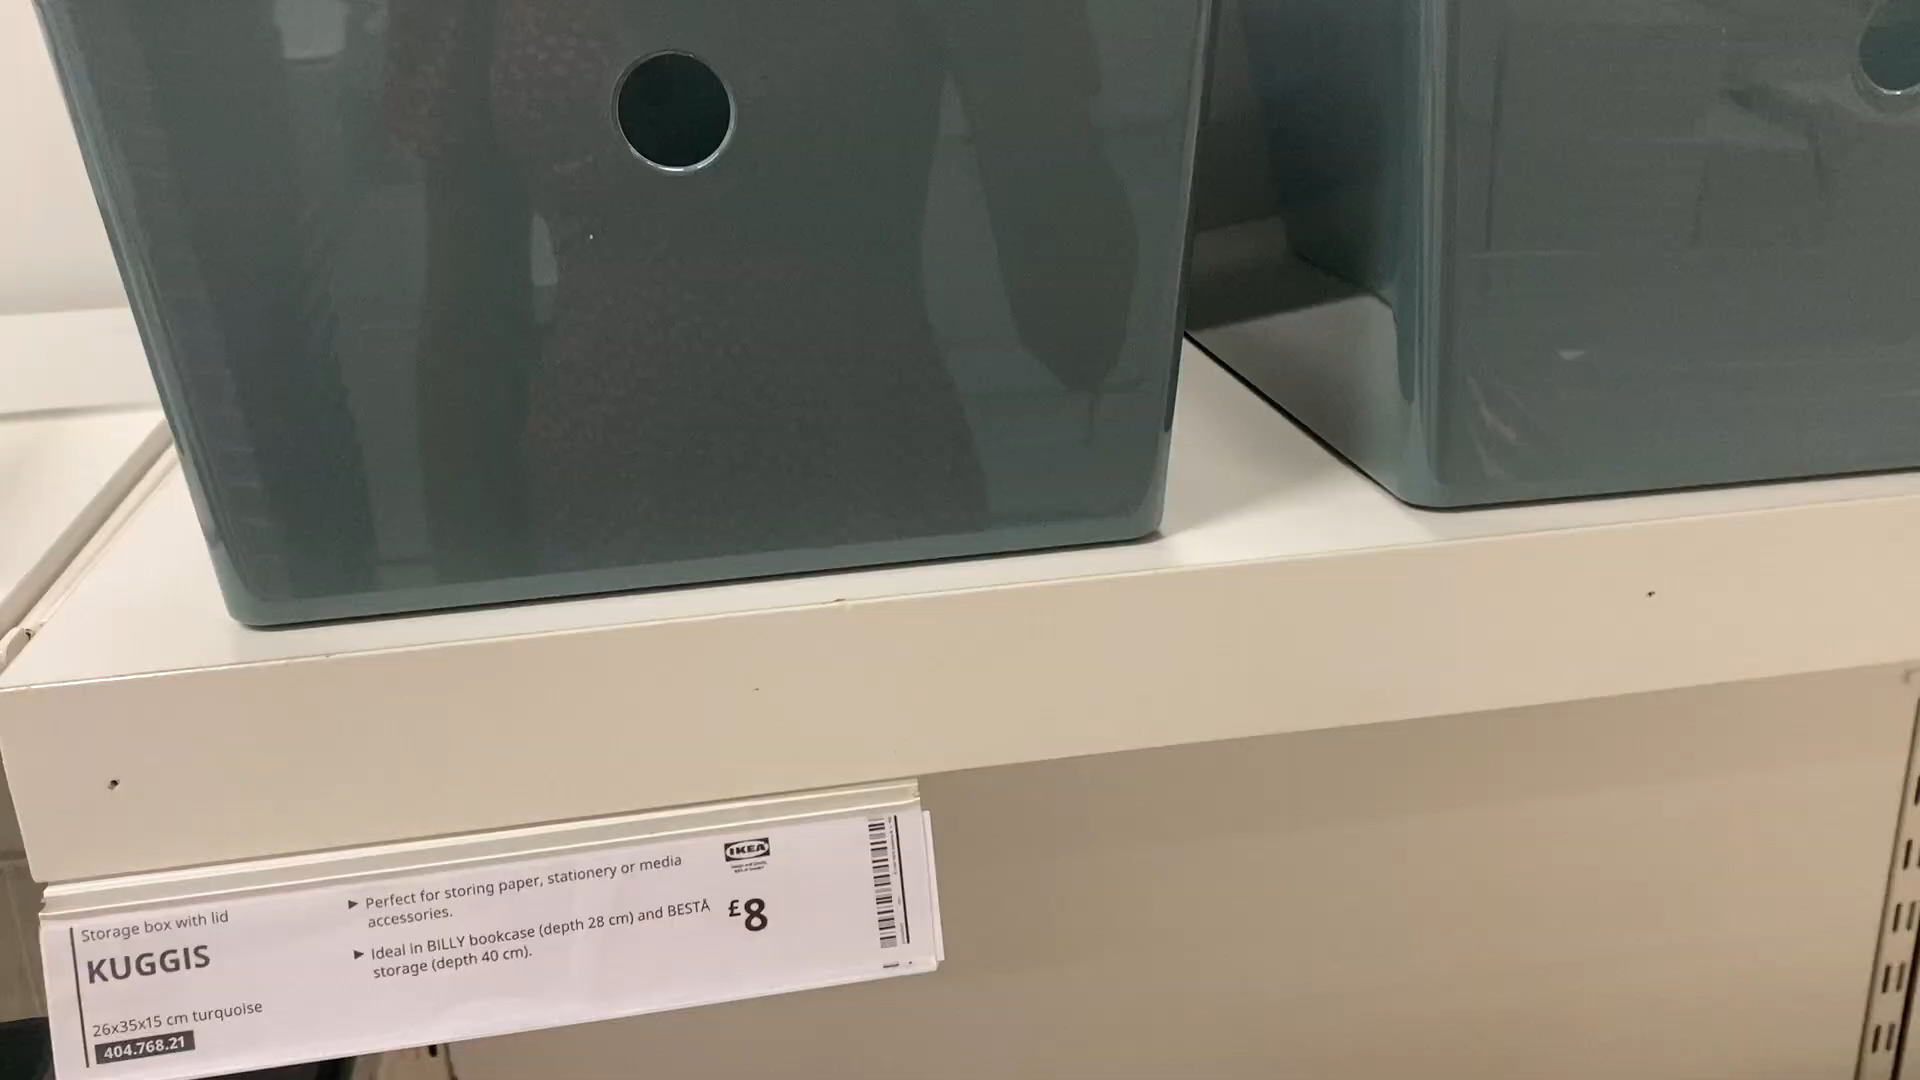 Storage box with lid
KUGGIS
26x35x15 cm turquoise
404.768.21
► Perfect for storing paper, stationery or media
accessories.
► Ideal in BILLY bookcase (depth 28 cm) and BESTÅ
storage (depth 40 cm).
IKEA
£8